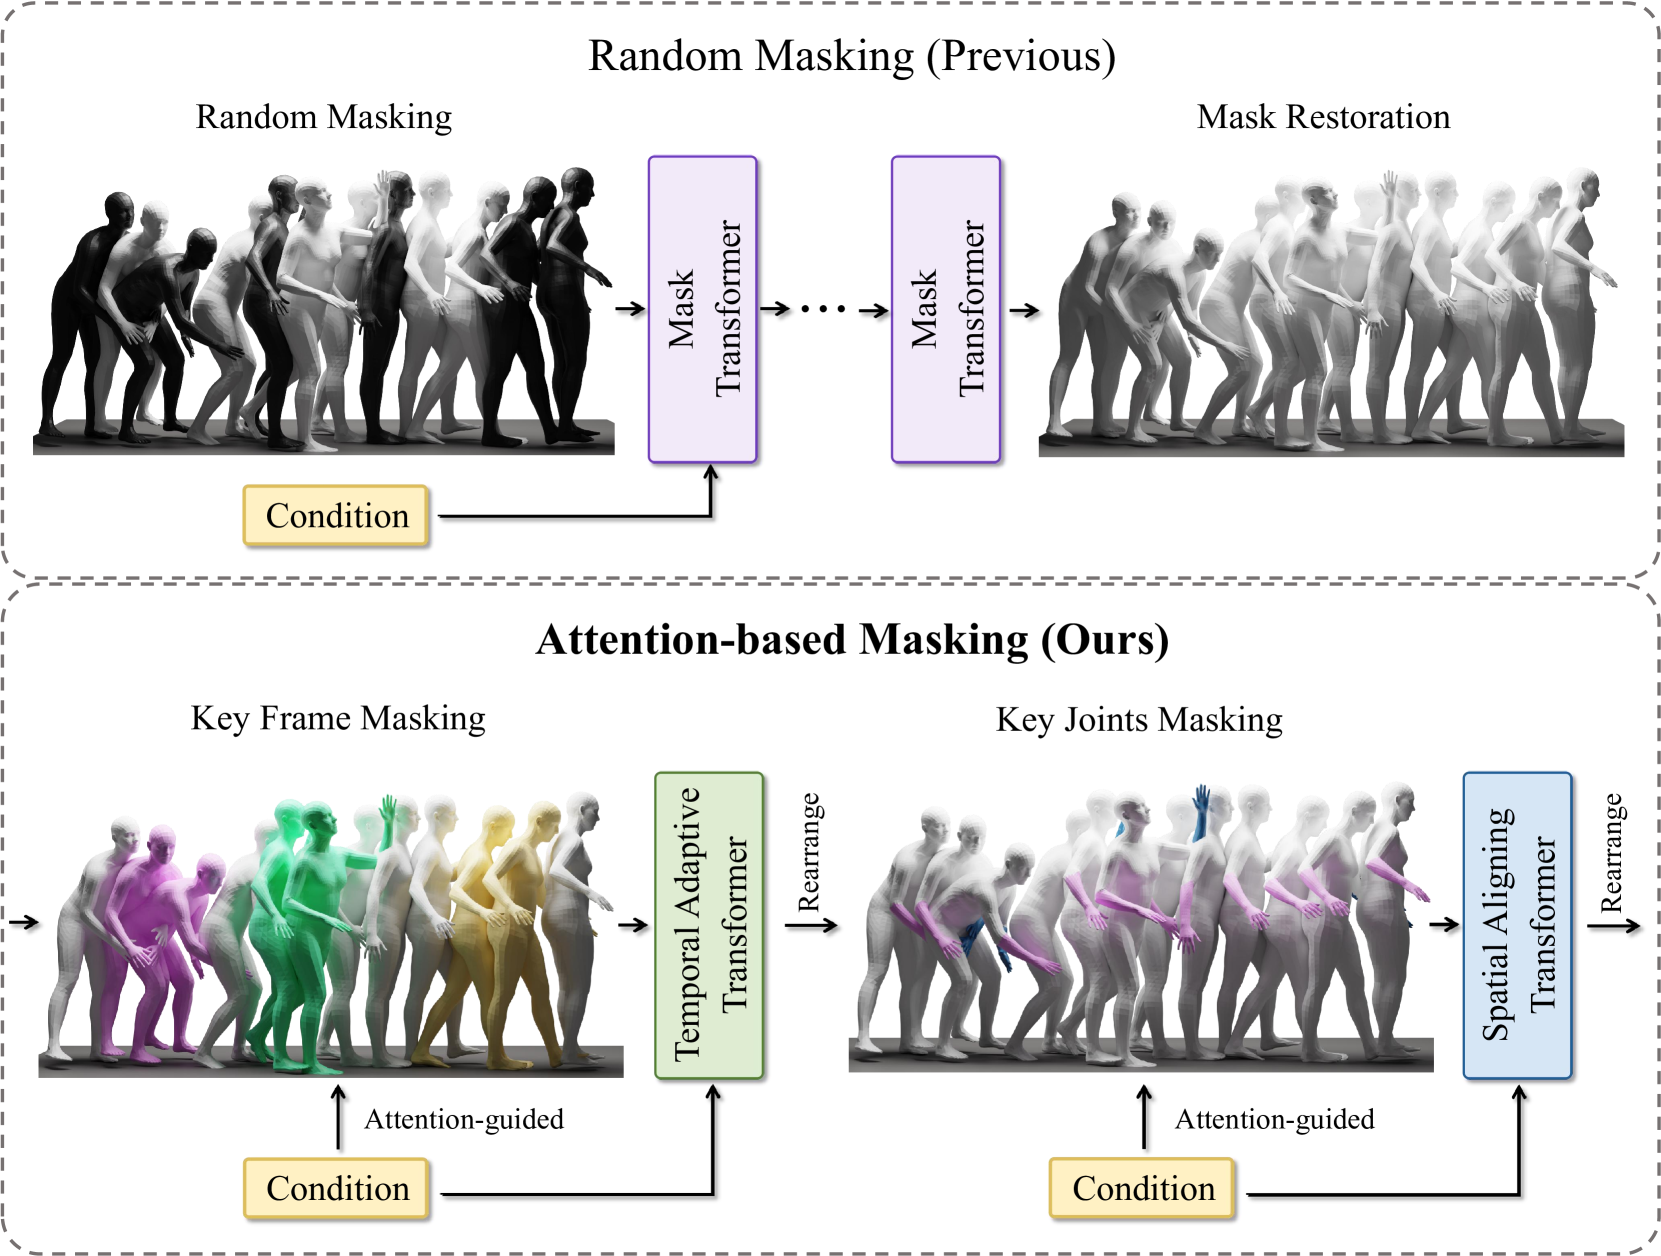 Random Masking (Previous)
Random Masking
Mask Restoration
Mask
Transformer
...
Mask
Transformer
Condition
Attention-based Masking (Ours)
Key Frame Masking
Key Joints Masking
Temporal Adaptive
Transformer
Rearrange
Spatial Aligning
Transformer
Rearrange
Attention-guided
Attention-guided
Condition
Condition